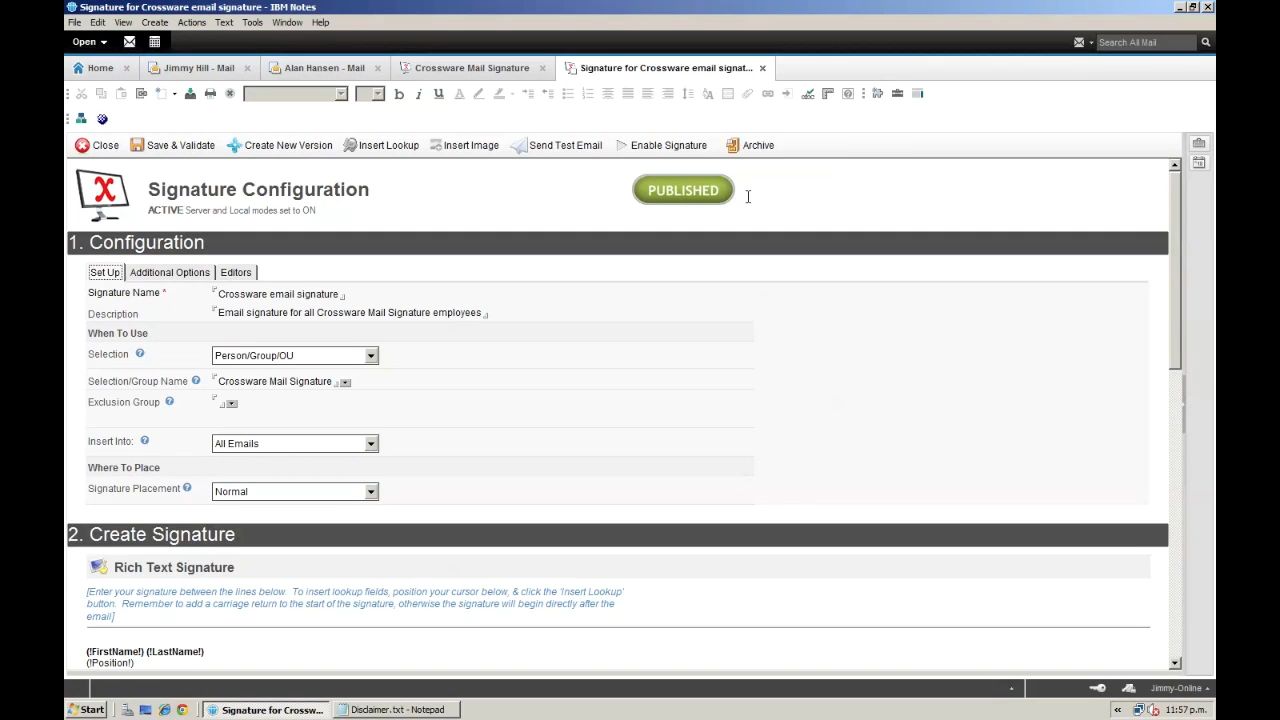 Signature for Crossware email signature - IBM Notes
File Edit View Create Actions Text Tools Window Help
Open Search All Mail
Home Jimmy Hill - Mail Alan Hansen - Mail Crossware Mail Signature Signature for Crossware email signat...
Close Save & Validate Create New Version Insert Lookup Insert Image Send Test Email Enable Signature Archive
Signature Configuration
PUBLISHED
ACTIVE Server and Local modes set to ON
1. Configuration
Set Up Additional Options Editors
Signature Name * Crossware email signature
Description Email signature for all Crossware Mail Signature employees
When To Use
Selection Person/Group/OU
Selection/Group Name Crossware Mail Signature
Exclusion Group
Insert Into: All Emails
Where To Place
Signature Placement Normal
2. Create Signature
Rich Text Signature
[Enter your signature between the lines below. To insert lookup fields, position your cursor below, & click the 'Insert Lookup'
button. Remember to add a carriage return to the start of the signature, otherwise the signature will begin directly after the
email]
(!FirstName!) (!LastName!)
(!Position!)
Jimmy-Online
Start Signature for Crossw... Disclaimer.txt - Notepad 11:57 p.m.